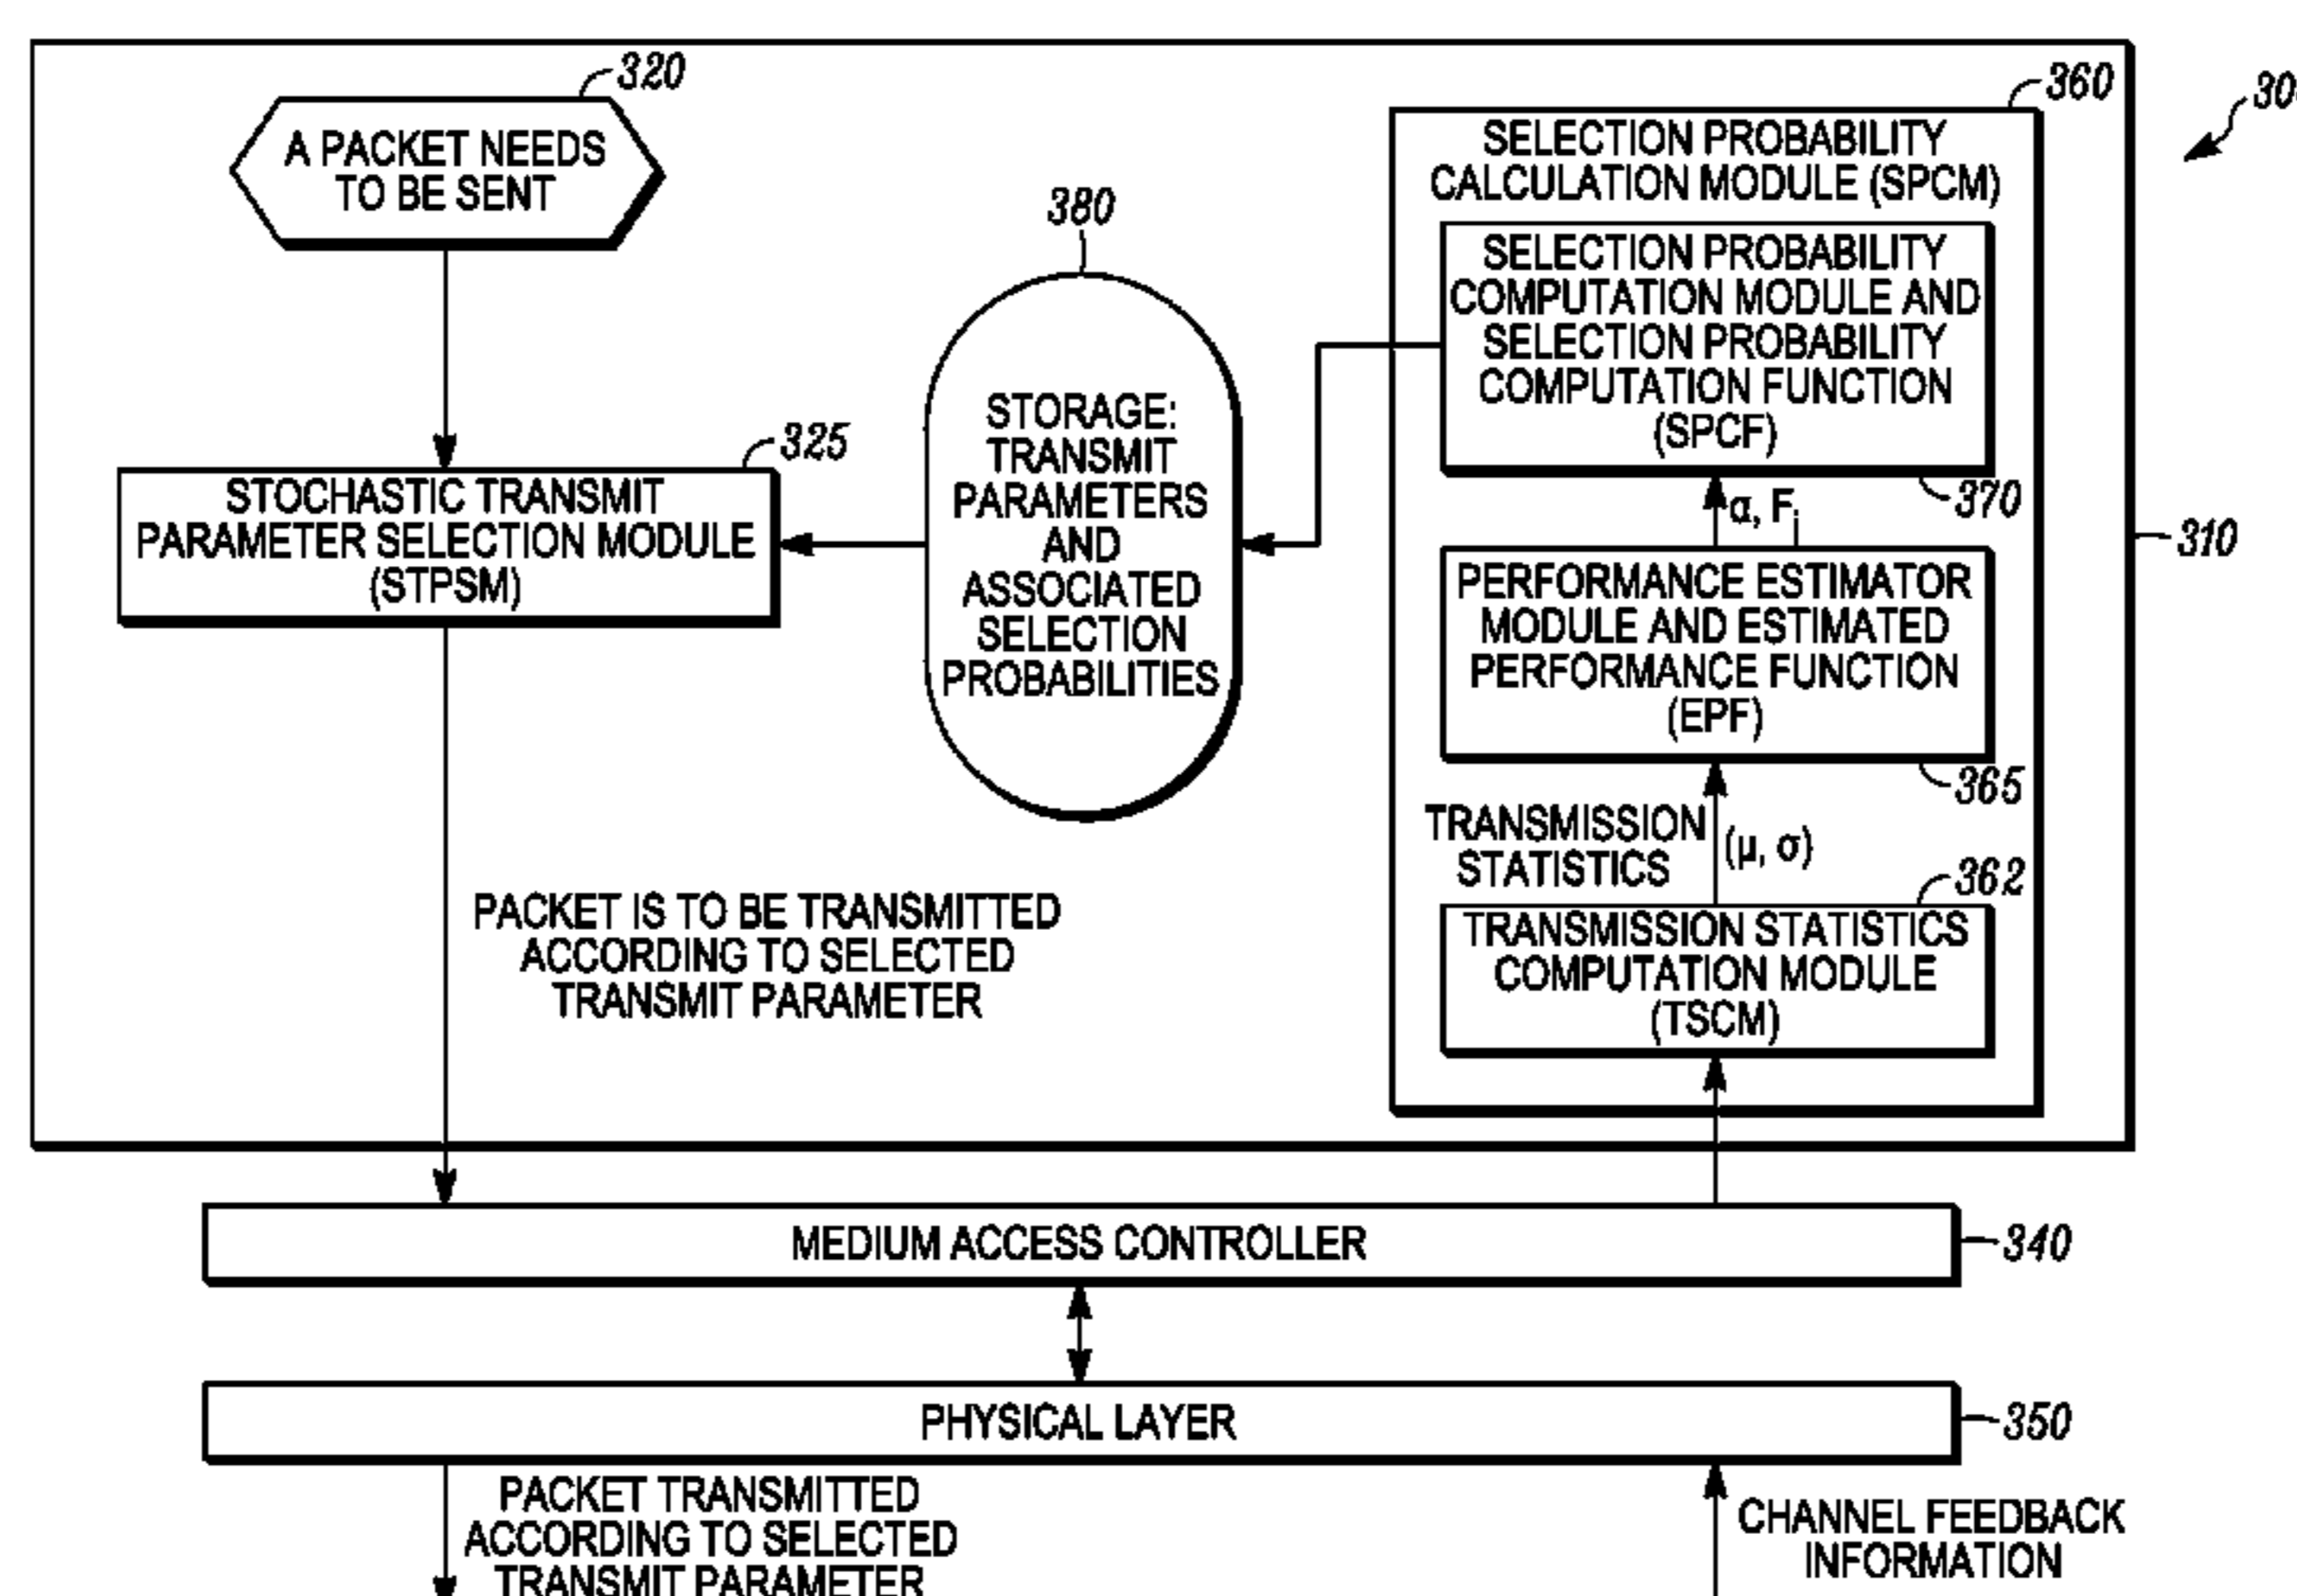 320
A PACKET NEEDS
TO BE SENT
360
SELECTION PROBABILITY
CALCULATION MODULE (SPCM)
380
SELECTION PROBABILITY
COMPUTATION MODULE AND
SELECTION PROBABILITY
COMPUTATION FUNCTION
(SPCF)
370
310
STORAGE:
TRANSMIT
PARAMETERS
AND
ASSOCIATED
SELECTION
PROBABILITIES
325
STOCHASTIC TRANSMIT
PARAMETER SELECTION MODULE
(STPSM)
α, Fi
PERFORMANCE ESTIMATOR
MODULE AND ESTIMATED
PERFORMANCE FUNCTION
(EPF)
365
TRANSMISSION
STATISTICS
(μ, σ)
362
TRANSMISSION STATISTICS
COMPUTATION MODULE
(TSCM)
PACKET IS TO BE TRANSMITTED
ACCORDING TO SELECTED
TRANSMIT PARAMETER
MEDIUM ACCESS CONTROLLER
340
PHYSICAL LAYER
350
PACKET TRANSMITTED
ACCORDING TO SELECTED
TRANSMIT PARAMETER
CHANNEL FEEDBACK
INFORMATION